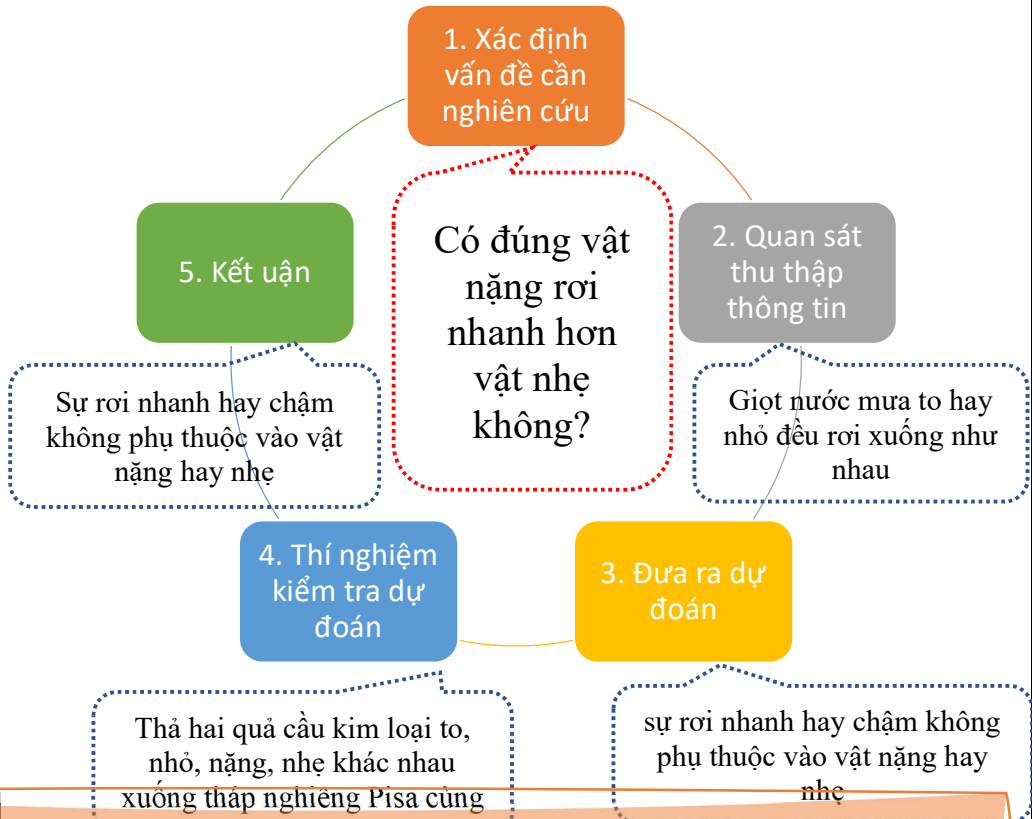 1. Xác định
vấn đề cần
nghiên cứu
Có đúng vật
nặng rơi
nhanh hơn
vật nhẹ
không?
2. Quan sát
thu thập
thông tin
Giọt nước mưa to hay
nhỏ đều rơi xuống như
nhau
3. Đưa ra dự
đoán
sự rơi nhanh hay chậm không
phụ thuộc vào vật nặng hay
nhẹ
4. Thí nghiệm
kiểm tra dự
đoán
Thả hai quả cầu kim loại to,
nhỏ, nặng, nhẹ khác nhau
xuống tháp nghiêng Pisa cùng
5. Kết uận
Sự rơi nhanh hay chậm
không phụ thuộc vào vật
nặng hay nhẹ